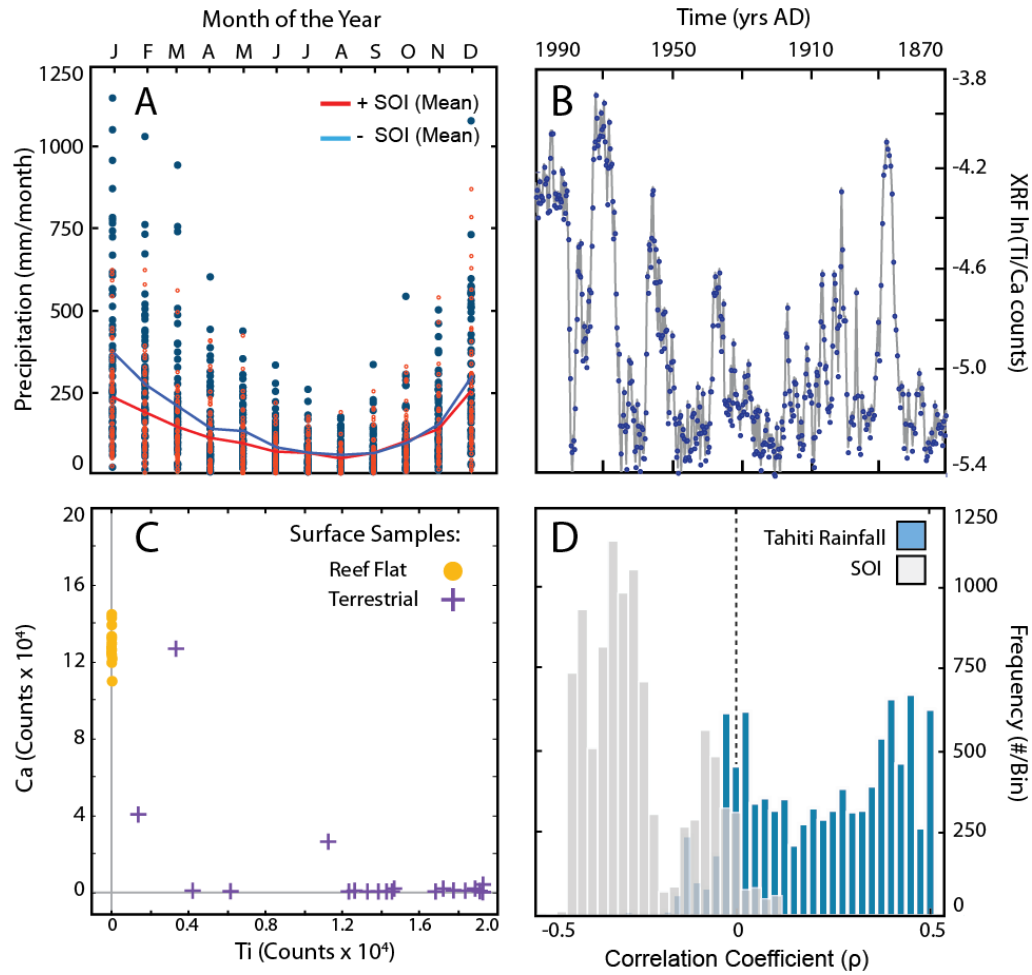 Month of the Year
J F M A M J J A S O N D
Precipitation (mm/month)
1250
1000
750
500
250
0
A
+ SOI (Mean)
- SOI (Mean)
Time (yrs AD)
1990 1950 1910 1870
B
XRF ln(Ti/Ca counts)
-3.8
-4.2
-4.6
-5.0
-5.4
C
Surface Samples:
Reef Flat
Terrestrial
Ca (Counts x 10⁴)
20
16
12
8
4
0
0 0.4 0.8 1.2 1.6 2.0
Ti (Counts x 10⁴)
D
Tahiti Rainfall
SOI
Frequency (#/Bin)
1250
1000
750
500
250
0
-0.5 0 0.5
Correlation Coefficient (ρ)